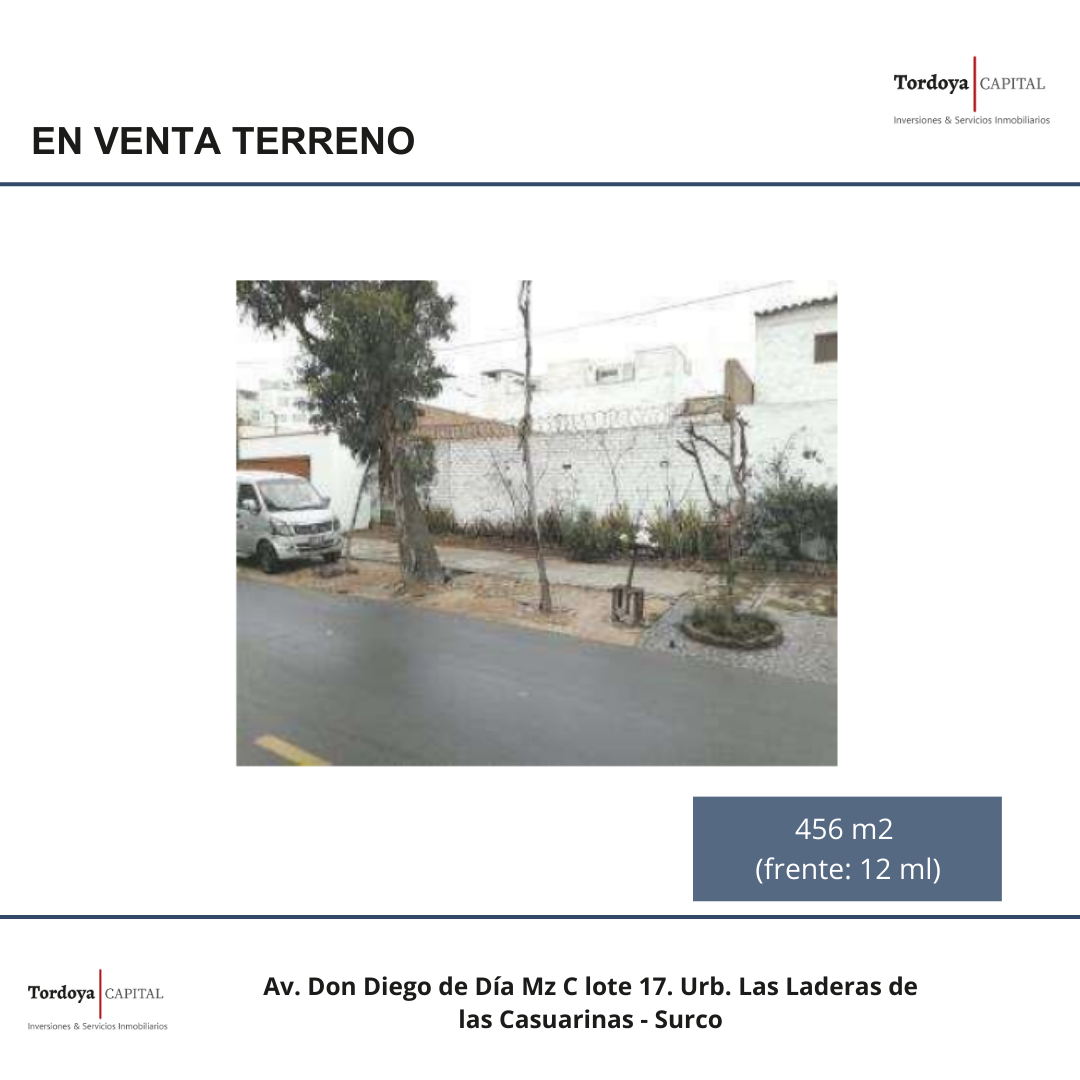 Tordoya CAPITAL
Inversiones & Servicios Inmobiliarios
EN VENTA TERRENO
456 m2
(frente: 12 ml)
Tordoya CAPITAL
Inversiones & Servicios Inmobiliarios
Av. Don Diego de Día Mz C lote 17. Urb. Las Laderas de
las Casuarinas - Surco